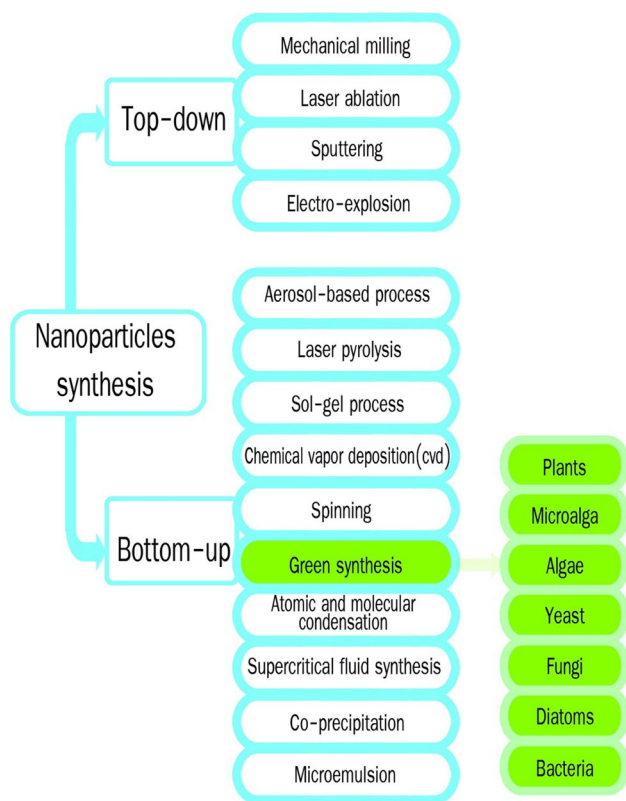 Mechanical milling
Laser ablation
Top-down
Sputtering
Electro-explosion
Nanoparticles
synthesis
Aerosol-based process
Laser pyrolysis
Sol-gel process
Chemical vapor deposition(cvd)
Spinning
Bottom-up
Green synthesis
Atomic and molecular
condensation
Supercritical fluid synthesis
Co-precipitation
Microemulsion
Plants
Microalga
Algae
Yeast
Fungi
Diatoms
Bacteria